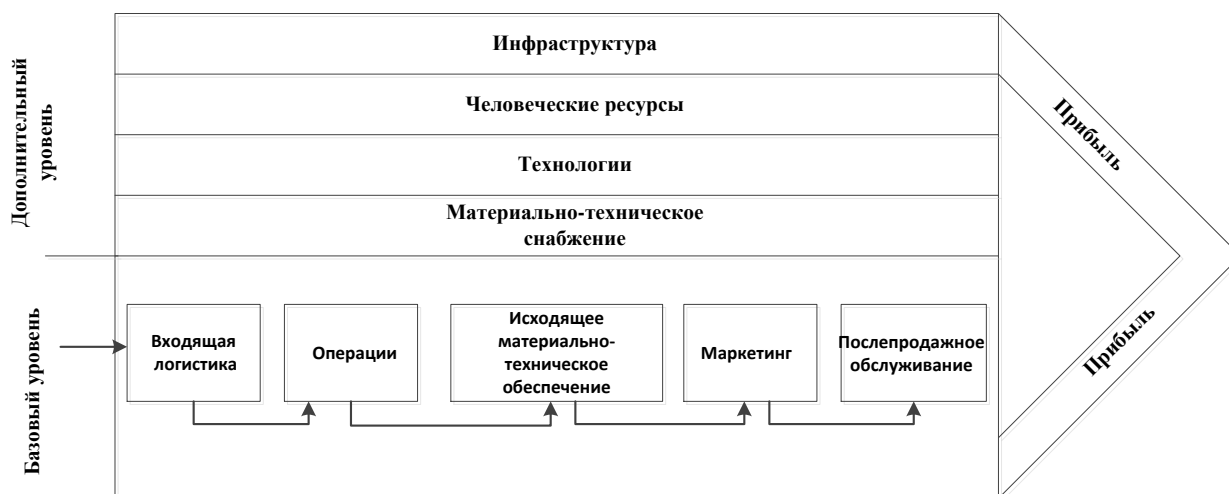 Дополнительный
уровень
Инфраструктура
Человеческие ресурсы
Технологии
Материально-техническое
снабжение
Прибыль
Базовый уровень
Входящая
логистика
Операции
Исходящее
материально-
техническое
обеспечение
Маркетинг
Послепродажное
обслуживание
Прибыль